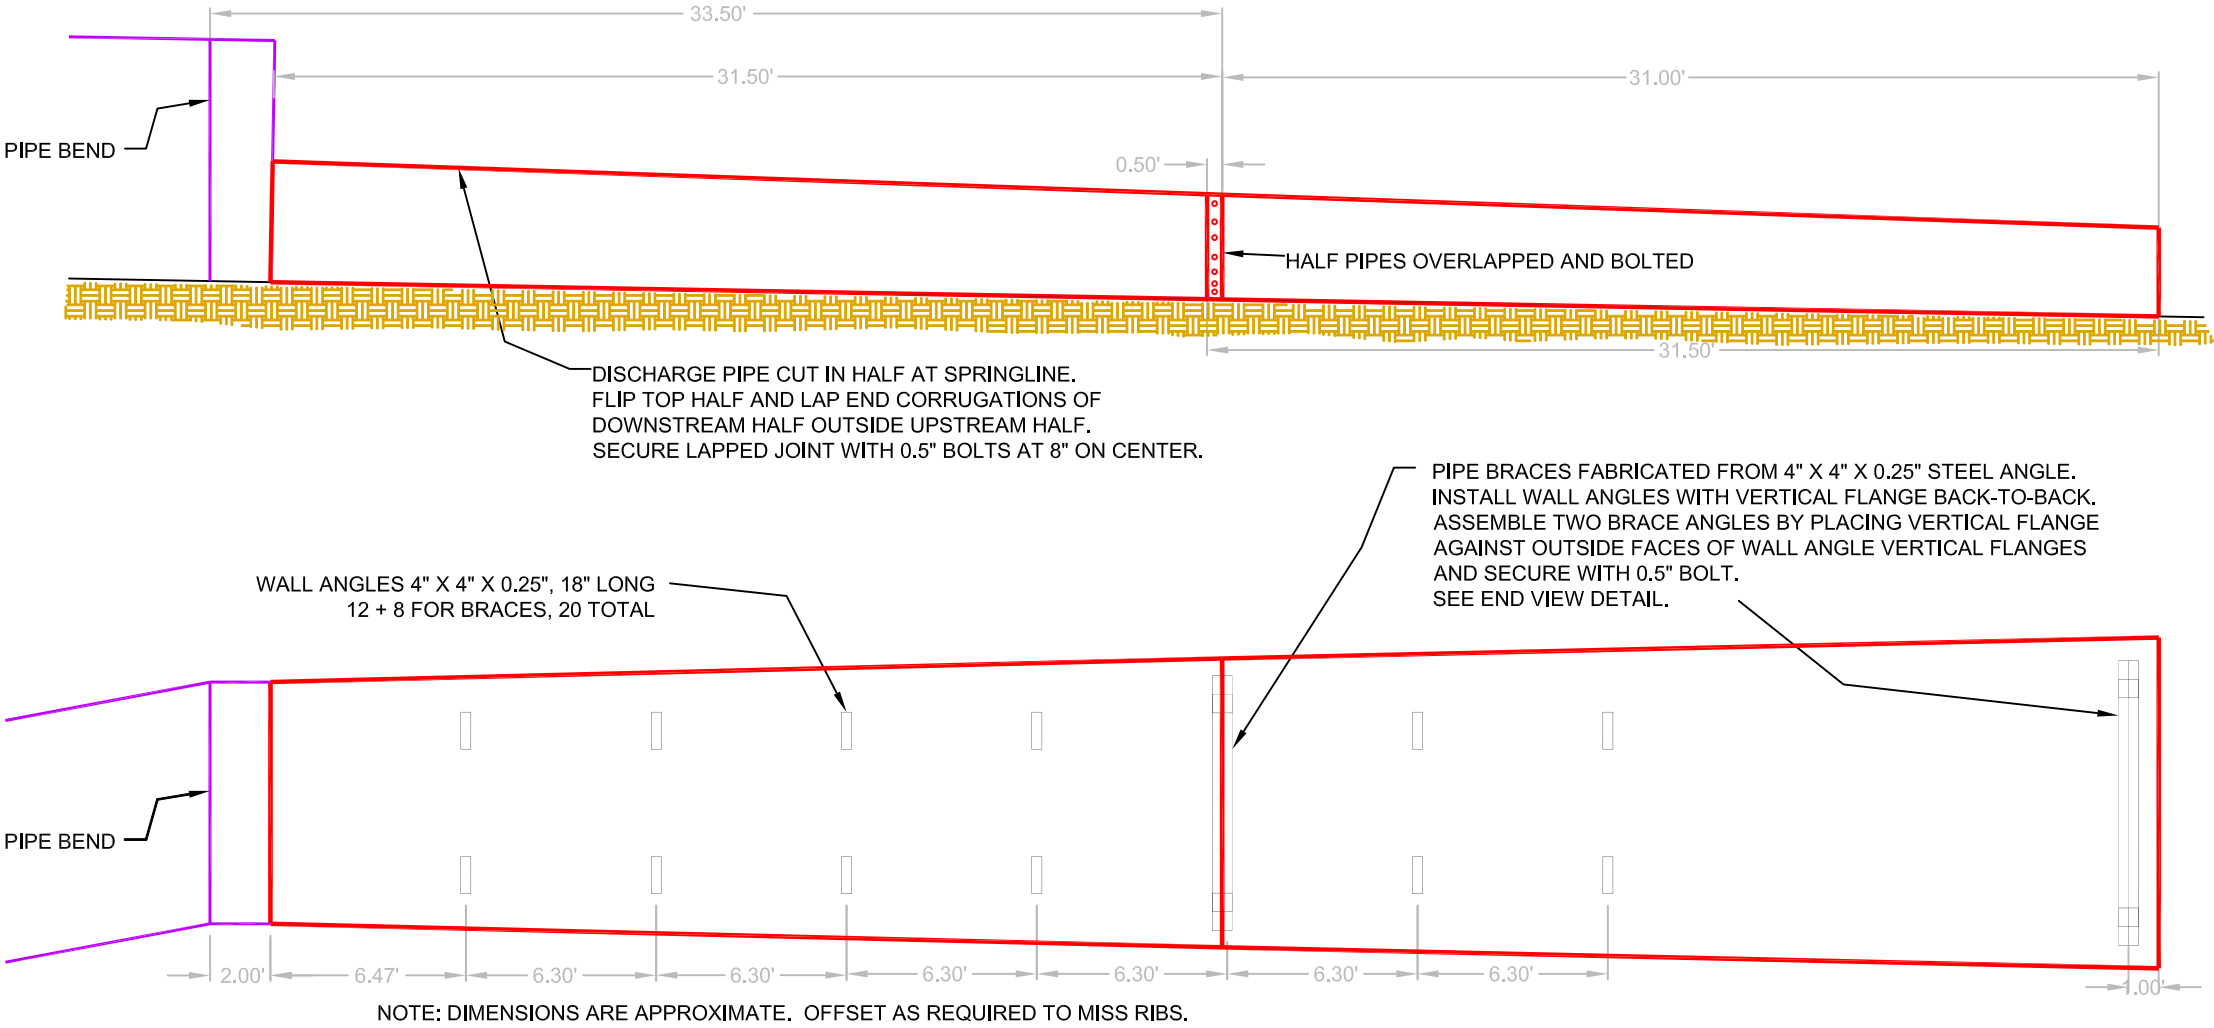 33.50'
31.50'
31.00'
PIPE BEND
0.50'
HALF PIPES OVERLAPPED AND BOLTED
31.50'
DISCHARGE PIPE CUT IN HALF AT SPRINGLINE.
FLIP TOP HALF AND LAP END CORRUGATIONS OF
DOWNSTREAM HALF OUTSIDE UPSTREAM HALF.
SECURE LAPPED JOINT WITH 0.5" BOLTS AT 8" ON CENTER.
PIPE BRACES FABRICATED FROM 4" X 4" X 0.25" STEEL ANGLE.
INSTALL WALL ANGLES WITH VERTICAL FLANGE BACK-TO-BACK.
ASSEMBLE TWO BRACE ANGLES BY PLACING VERTICAL FLANGE
AGAINST OUTSIDE FACES OF WALL ANGLE VERTICAL FLANGES
AND SECURE WITH 0.5" BOLT.
SEE END VIEW DETAIL.
WALL ANGLES 4" X 4" X 0.25", 18" LONG
12 + 8 FOR BRACES, 20 TOTAL
PIPE BEND
2.00'
6.47'
6.30'
6.30'
6.30'
6.30'
6.30'
6.30'
1.00'
NOTE: DIMENSIONS ARE APPROXIMATE. OFFSET AS REQUIRED TO MISS RIBS.